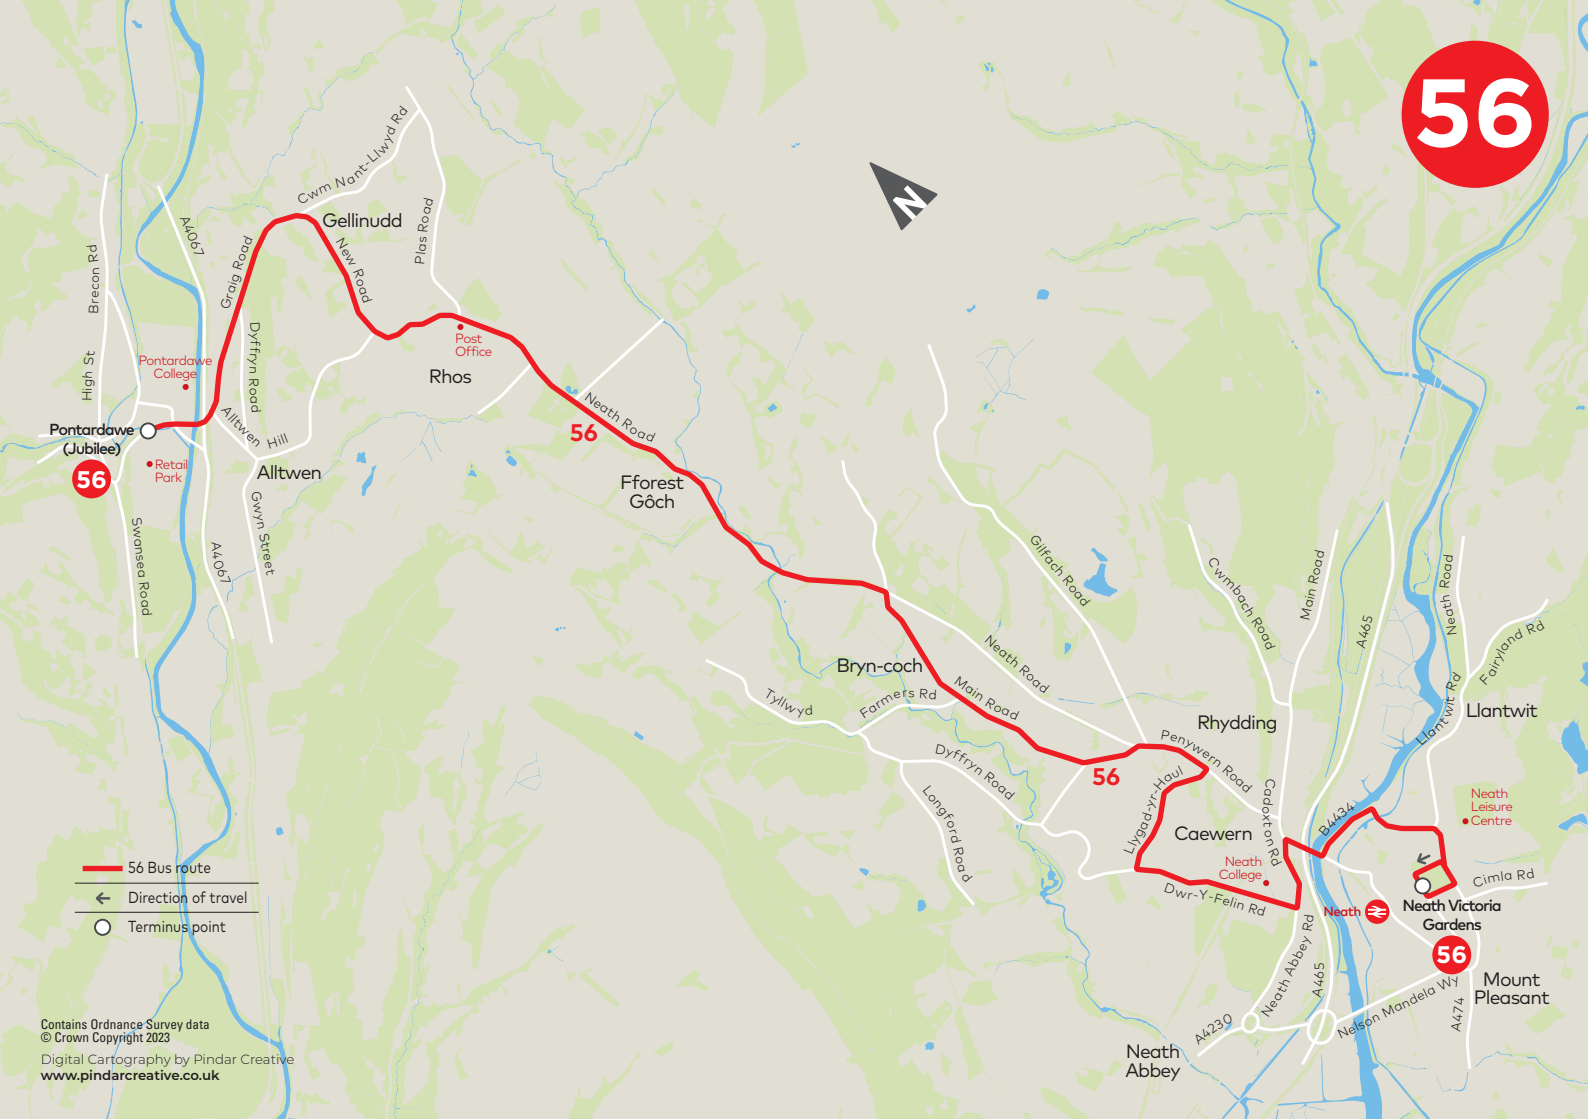 56
N
Cwm Nant-Llwyd Rd
Gellinudd
A4067
Plas Road
Brecon Rd
Graig Road
New Road
Dyffryn Road
Post
Office
Pontardawe
College
High St
Rhos
Neath Road
56
Alltwen Hill
Pontardawe
(Jubilee)
56
Retail
Park
Alltwen
Fforest
Gôch
Gwyn Street
Swansea Road
A4067
Gilfach Road
Cwmbach Road
Main Road
A465
Neath Road
Fairyland Rd
Bryn-coch
Neath Road
Main Road
Tyllwyd
Farmers Rd
Rhydding
Llantwit Rd
Llantwit
Dyffryn Road
56
Penywern Road
Llygad-yr-Haul
Cadoxton Rd
Longford Road
Caewern
B4434
Neath
Leisure
Centre
Neath
College
Dwr-Y-Felin Rd
Cimla Rd
Neath
Neath Victoria
Gardens
56
Neath Abbey Rd
A465
Mount
Pleasant
Nelson Mandela Wy
A474
A4230
Neath
Abbey
56 Bus route
Direction of travel
Terminus point
Contains Ordnance Survey data
© Crown Copyright 2023
Digital Cartography by Pindar Creative
www.pindarcreative.co.uk